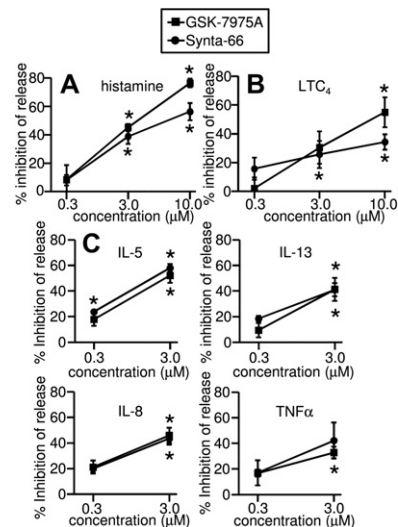 GSK-7975A
Synta-66
A
histamine
% inhibition of release
80
60
40
20
0
*
*
*
*
0.3
3.0
10.0
concentration (µM)
B
LTC4
% inhibition of release
80
60
40
20
0
*
*
*
0.3
3.0
10.0
concentration (µM)
C
IL-5
% Inhibition of release
80
60
40
20
0
*
*
*
0.3
3.0
concentration (µM)
IL-13
% Inhibition of release
80
60
40
20
0
*
*
0.3
3.0
concentration (µM)
IL-8
% Inhibition of release
80
60
40
20
0
*
*
0.3
3.0
concentration (µM)
TNFα
% Inhibition of release
80
60
40
20
0
*
0.3
3.0
concentration (µM)